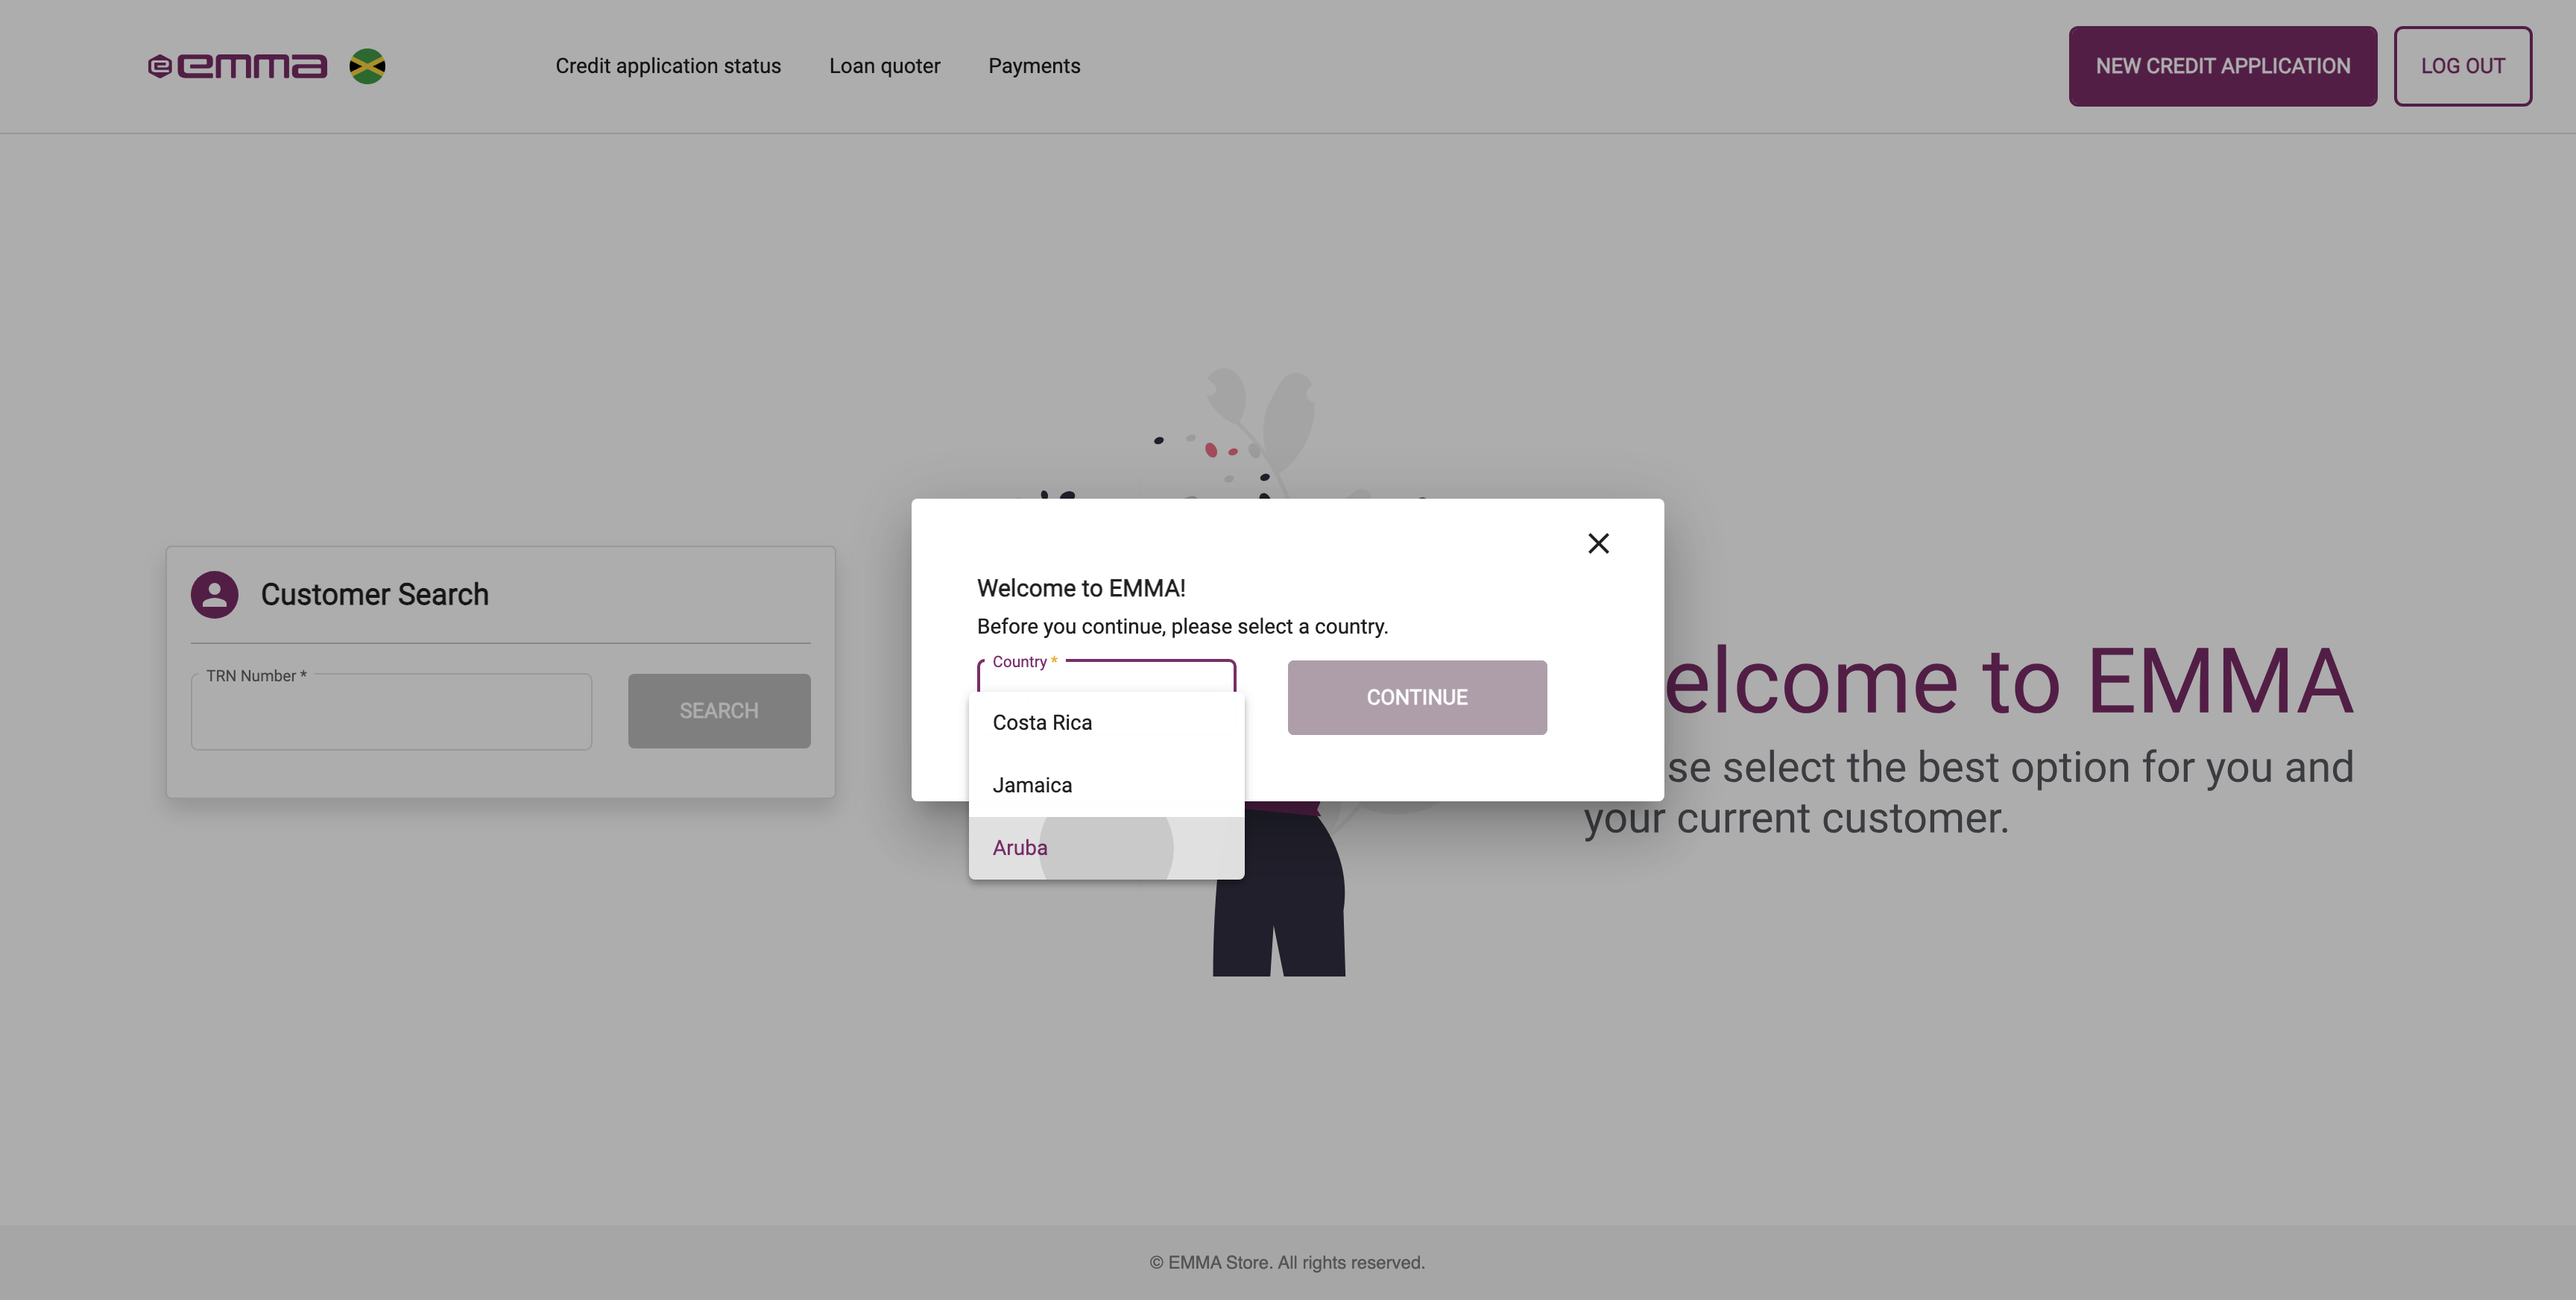 emma
Credit application status
Loan quoter
Payments
NEW CREDIT APPLICATION
LOG OUT
Customer Search
TRN Number *
SEARCH
Welcome to EMMA!
Before you continue, please select a country.
Country *
CONTINUE
Costa Rica
Jamaica
Aruba
elcome to EMMA
se select the best option for you and
your current customer.
© EMMA Store. All rights reserved.